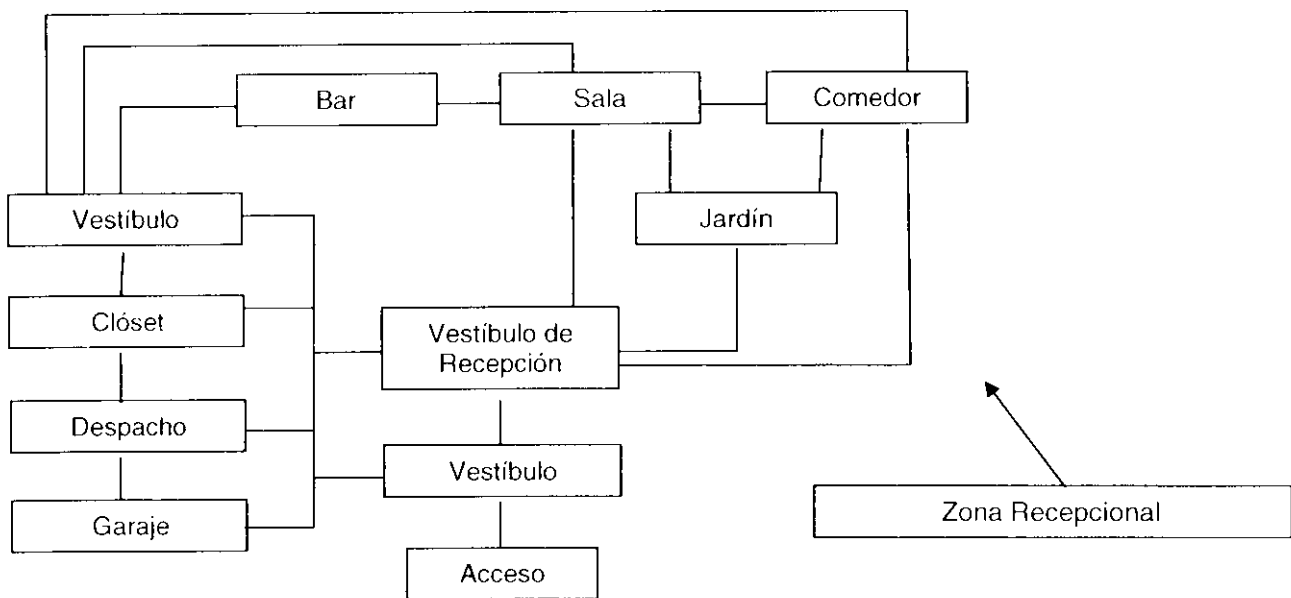 Bar
Sala
Comedor
Vestíbulo
Jardín
Clóset
Vestíbulo de
Recepción
Despacho
Vestíbulo
Garaje
Zona Recepcional
Acceso